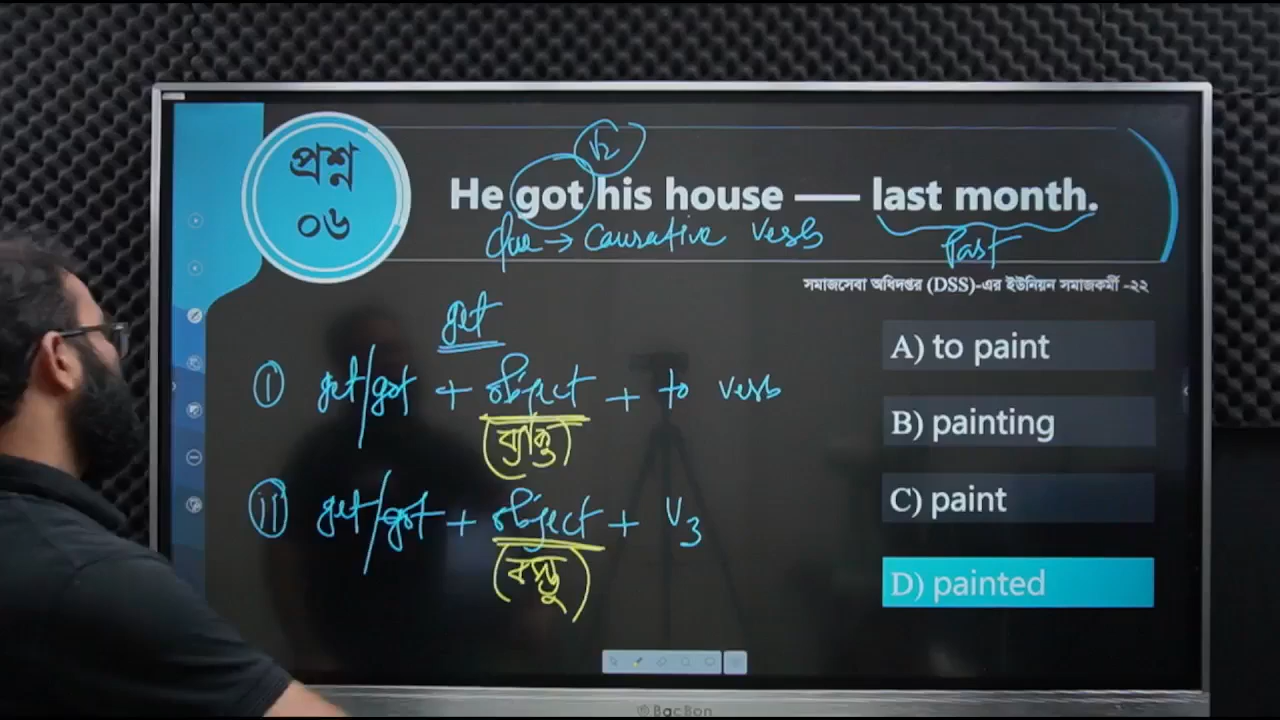 প্রশ্ন
০৬
V2
He got his house — last month.
Causative verb
Past
সমাজসেবা অধিদপ্তর (DSS)-এর ইউনিয়ন সমাজকর্মী -২২
get
i get/got + object + to verb
(ব্যক্তি)
ii get/got + object + V3
(বস্তু)
A) to paint
B) painting
C) paint
D) painted
BacBon